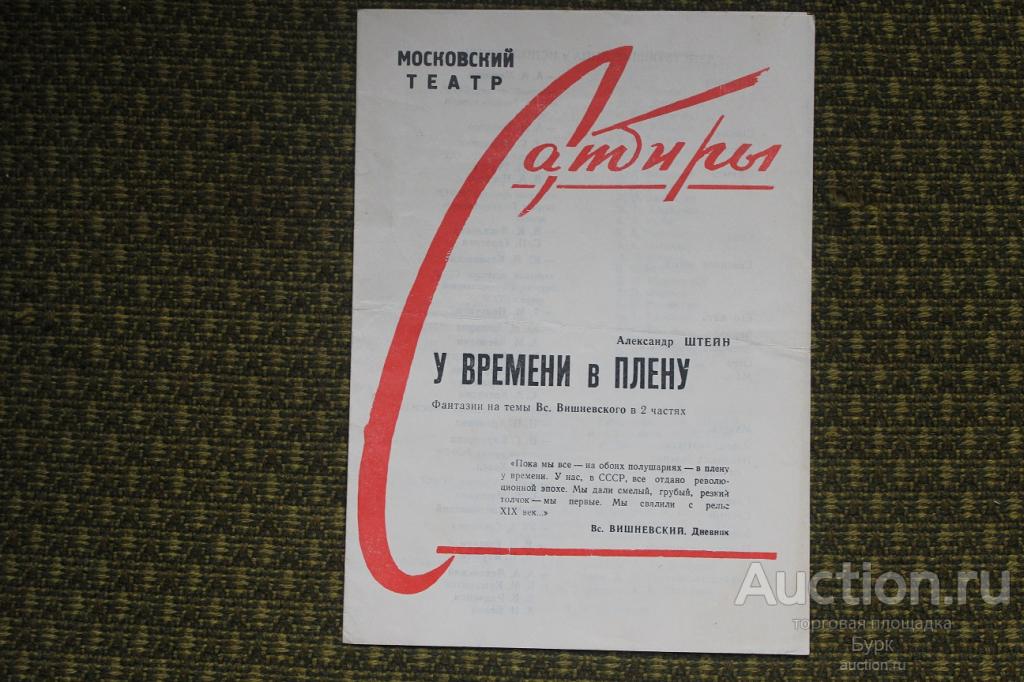 МОСКОВСКИЙ
ТЕАТР
Сатиры
Александр ШТЕЙН
У ВРЕМЕНИ в ПЛЕНУ
Фантазии на темы Вс. Вишневского в 2 частях
«Пока мы все — на обоих полушариях — в плену
у времени. У нас, в СССР, все отдано револю-
ционной эпохе. Мы дали смелый, грубый, резкий
толчок — мы первые. Мы свалили с рельс
XIX век...»
Вс. ВИШНЕВСКИЙ. Дневник
Auction.ru
торговая площадка
Бурк
auction.ru